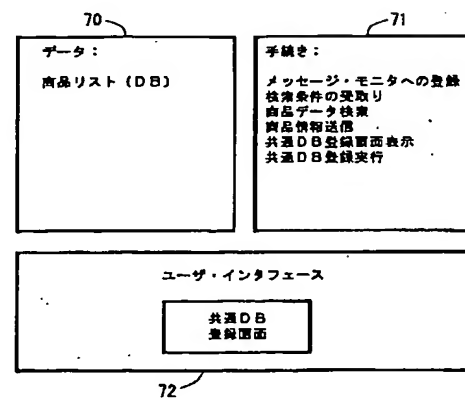 70
71
データ：
商品リスト（DB）
手続き：
メッセージ・モニタへの登録
検索条件の受取り
商品データ検索
商品情報送信
共通DB登録画面表示
共通DB登録実行
ユーザ・インタフェース
共通DB
登録画面
72